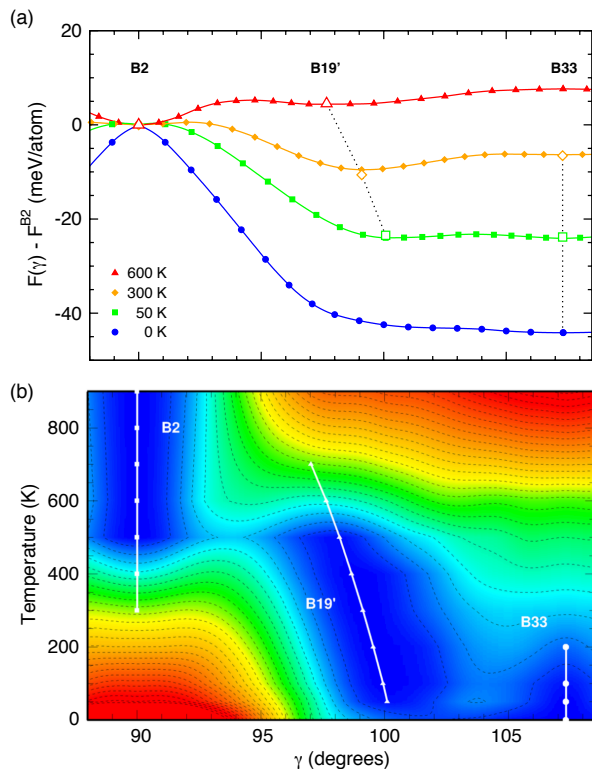 (a)
20
0
-20
-40
F(γ) - F^B2 (meV/atom)
B2 B19' B33
600 K
300 K
50 K
0 K
(b)
800
600
400
200
0
Temperature (K)
B2
B19'
B33
90 95 100 105
γ (degrees)